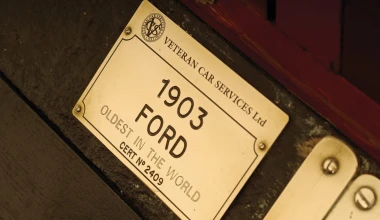 VETERAN CAR SERVICES Ltd
1903
FORD
OLDEST IN THE WORLD
CERT Nº 2409